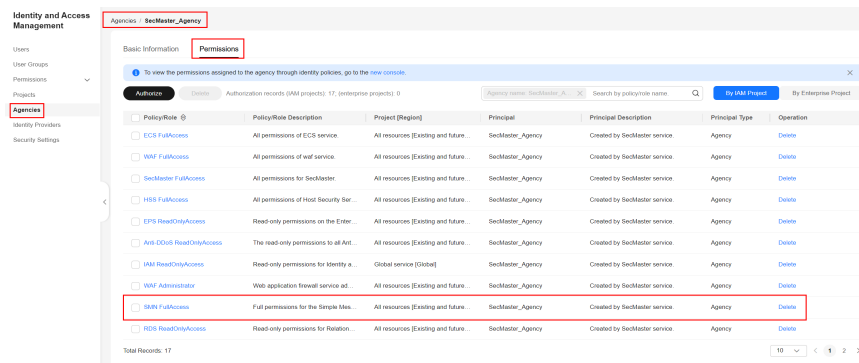 Identity and Access
Management
Users
User Groups
Permissions
Projects
Agencies
Identity Providers
Security Settings
Agencies / SecMaster_Agency
Basic Information Permissions
To view the permissions assigned to the agency through identity policies, go to the new console.
Authorize Delete Authorization records (IAM projects): 17; (enterprise projects): 0 Agency name: SecMaster_A... Search by policy/role name. By IAM Project By Enterprise Project
Policy/Role Policy/Role Description Project [Region] Principal Principal Description Principal Type Operation
ECS FullAccess All permissions of ECS service. All resources [Existing and future... SecMaster_Agency Created by SecMaster service. Agency Delete
WAF FullAccess All permissions of waf service. All resources [Existing and future... SecMaster_Agency Created by SecMaster service. Agency Delete
SecMaster FullAccess All permissions for SecMaster. All resources [Existing and future... SecMaster_Agency Created by SecMaster service. Agency Delete
HSS FullAccess All permissions of Host Security Ser... All resources [Existing and future... SecMaster_Agency Created by SecMaster service. Agency Delete
EPS ReadOnlyAccess Read-only permissions on the Enter... All resources [Existing and future... SecMaster_Agency Created by SecMaster service. Agency Delete
Anti-DDoS ReadOnlyAccess The read-only permissions to all Ant... All resources [Existing and future... SecMaster_Agency Created by SecMaster service. Agency Delete
IAM ReadOnlyAccess Read-only permissions for Identity a... Global service [Global] SecMaster_Agency Created by SecMaster service. Agency Delete
WAF Administrator Web application firewall service ad... All resources [Existing and future... SecMaster_Agency Created by SecMaster service. Agency Delete
SMN FullAccess Full permissions for the Simple Mes... All resources [Existing and future... SecMaster_Agency Created by SecMaster service. Agency Delete
RDS ReadOnlyAccess Read-only permissions for Relation... All resources [Existing and future... SecMaster_Agency Created by SecMaster service. Agency Delete
Total Records: 17 10 1 2